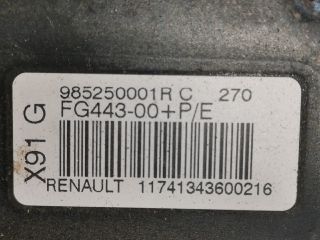 985250001R C 270
FG443-00+P/E
X91 G
RENAULT 11741343600216